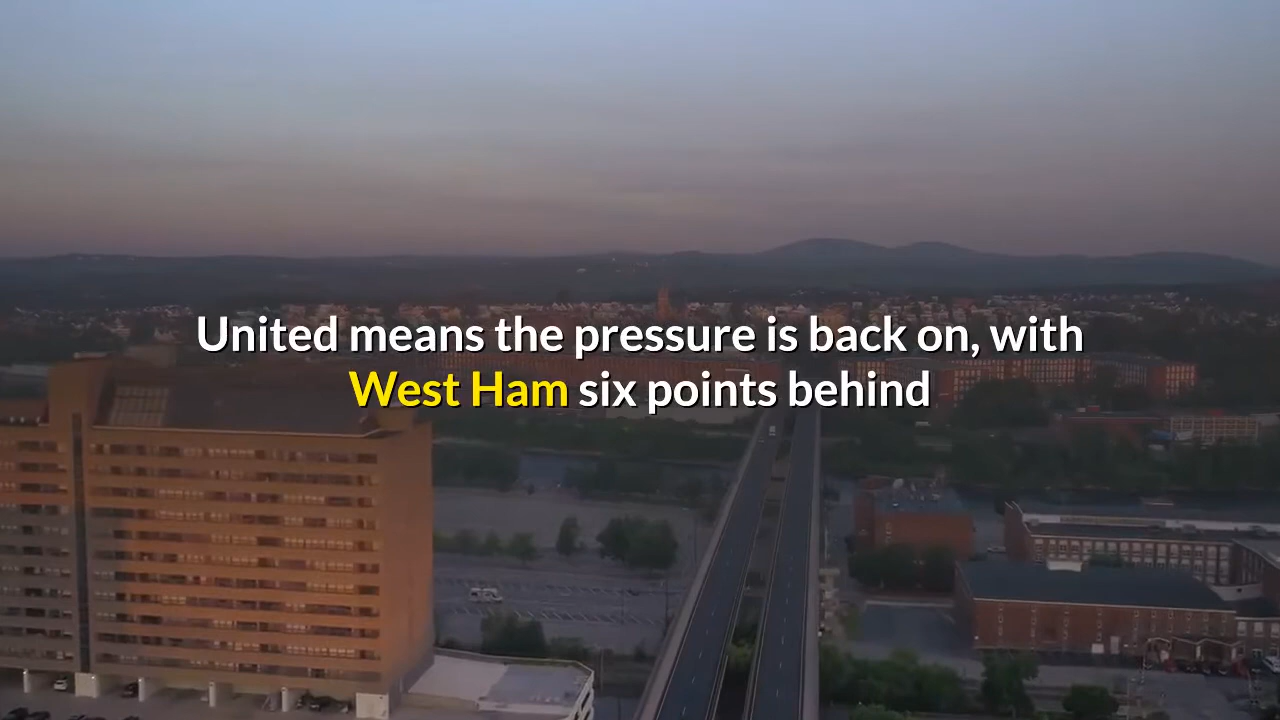 United means the pressure is back on, with
West Ham six points behind